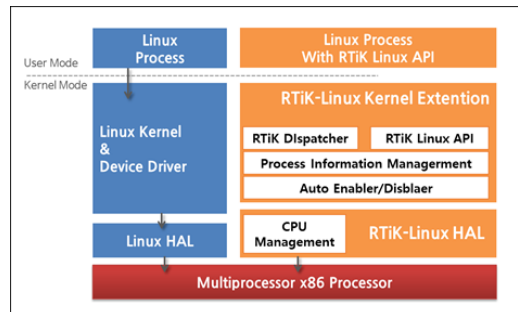 Linux
Process
Linux Process
With RTiK Linux API
User Mode
Kernel Mode
Linux Kernel
&
Device Driver
RTiK-Linux Kernel Extention
RTiK DIspatcher
RTiK Linux API
Process Information Management
Auto Enabler/Disblaer
Linux HAL
CPU
Management
RTiK-Linux HAL
Multiprocessor x86 Processor